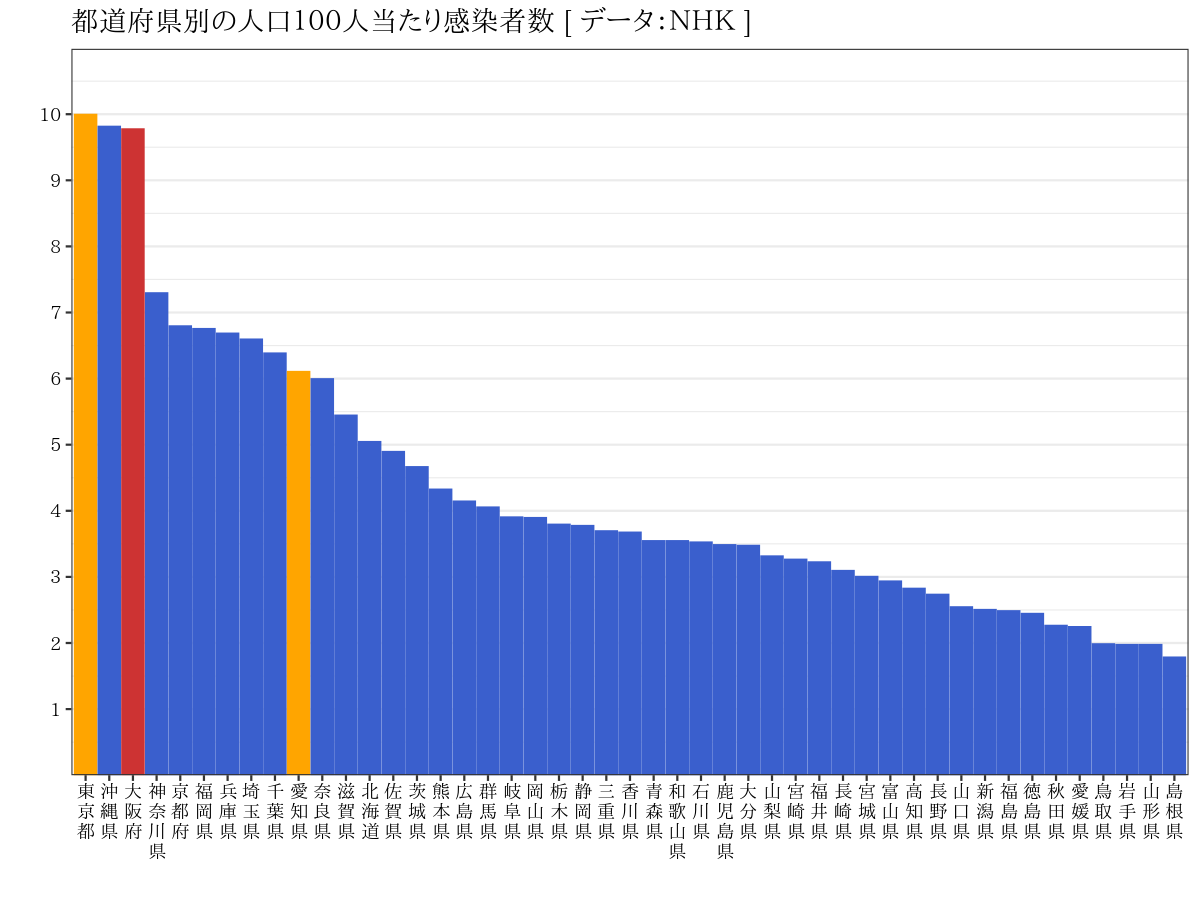 都道府県別の人口100人当たり感染者数 [ データ：NHK ]
10
9
8
7
6
5
4
3
2
1
東京都
沖縄県
大阪府
神奈川県
京都府
福岡県
兵庫県
埼玉県
千葉県
愛知県
奈良県
滋賀県
北海道
佐賀県
茨城県
熊本県
広島県
群馬県
岐阜県
岡山県
栃木県
静岡県
三重県
香川県
青森県
和歌山県
石川県
鹿児島県
大分県
山梨県
宮崎県
福井県
長崎県
宮城県
富山県
高知県
長野県
山口県
新潟県
福島県
徳島県
秋田県
愛媛県
鳥取県
岩手県
山形県
島根県